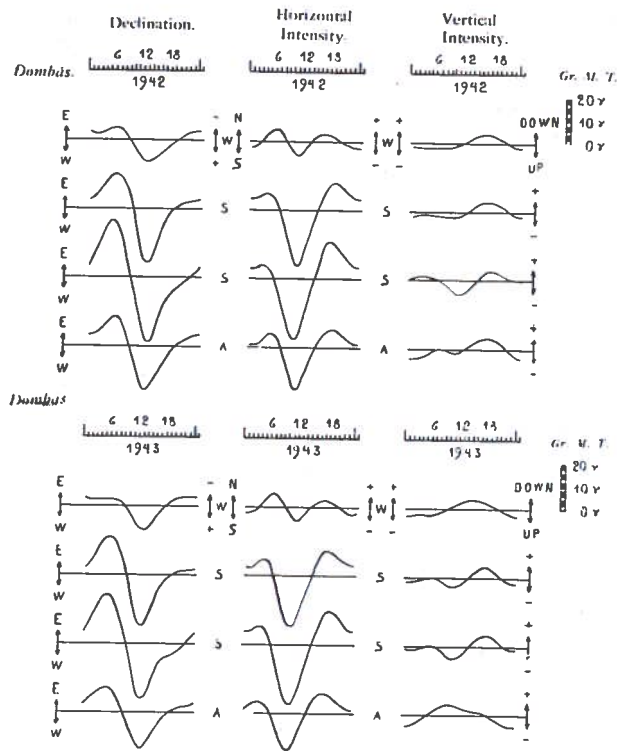 Declination. Horizontal Intensity. Vertical Intensity.
6 12 18 6 12 18 6 12 18 Gr. M. T.
Dombås.
1942 1942 1942
20 γ
10 γ
0 γ
E - N + + DOWN
W W
W + S - - UP
E S S +
W -
E S S +
W -
E A A +
W -
Dombås
6 12 18 6 12 18 6 12 18
1943 1943 1943 Gr. M. T.
20 γ
10 γ
0 γ
E - N + + DOWN
W W
W + S - - UP
E S S +
W -
E S S +
W -
E A A +
W -